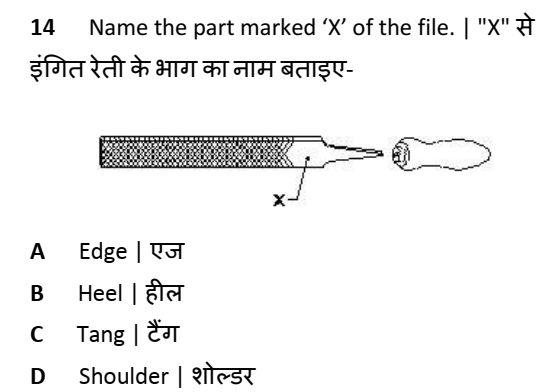 14 Name the part marked ‘X’ of the file. | "X" से
इंगित रेती के भाग का नाम बताइए-
X
A Edge | एज
B Heel | हील
C Tang | टैंग
D Shoulder | शोल्डर